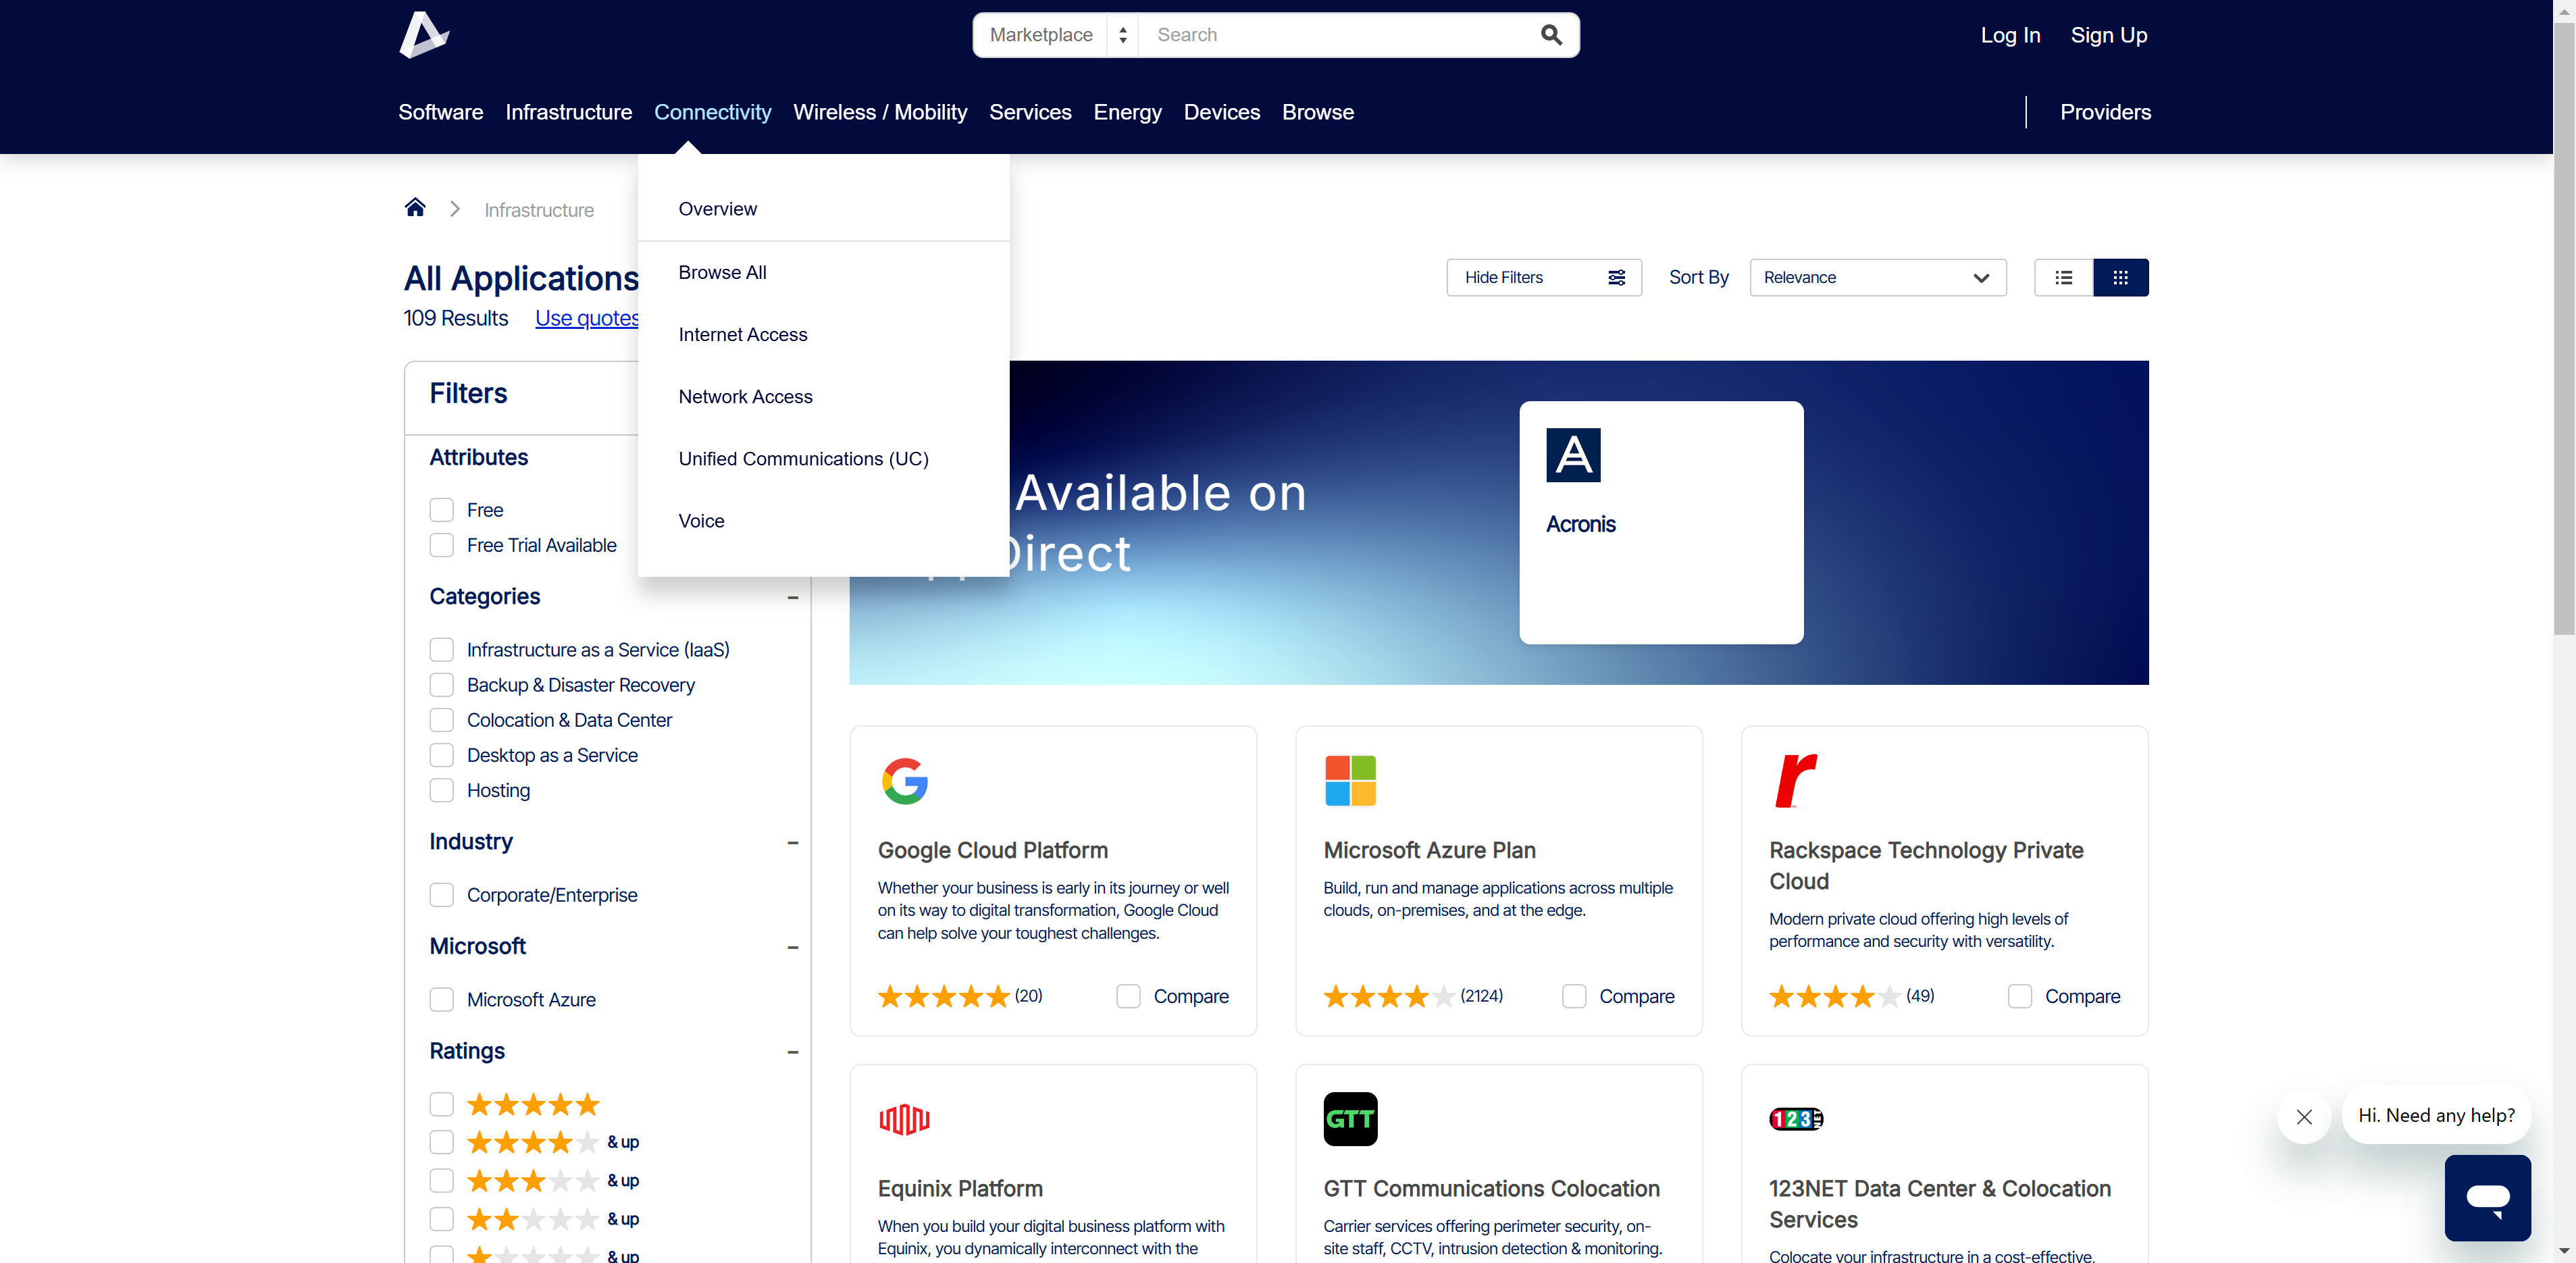 Marketplace
Search
Log In
Sign Up
Software
Infrastructure
Connectivity
Wireless / Mobility
Services
Energy
Devices
Browse
Providers
Infrastructure
Overview
Browse All
Internet Access
Network Access
Unified Communications (UC)
Voice
All Applications
109 Results
Use quotes
Hide Filters
Sort By
Relevance
Filters
Attributes
Free
Free Trial Available
Categories
Infrastructure as a Service (IaaS)
Backup & Disaster Recovery
Colocation & Data Center
Desktop as a Service
Hosting
Industry
Corporate/Enterprise
Microsoft
Microsoft Azure
Ratings
& up
& up
& up
& up
Available on
Direct
A
Acronis
Google Cloud Platform
Whether your business is early in its journey or well
on its way to digital transformation, Google Cloud
can help solve your toughest challenges.
(20)
Compare
Microsoft Azure Plan
Build, run and manage applications across multiple
clouds, on-premises, and at the edge.
(2124)
Compare
r
Rackspace Technology Private
Cloud
Modern private cloud offering high levels of
performance and security with versatility.
(49)
Compare
Equinix Platform
When you build your digital business platform with
Equinix, you dynamically interconnect with the
GTT
GTT Communications Colocation
Carrier services offering perimeter security, on-
site staff, CCTV, intrusion detection & monitoring.
123NET
123NET Data Center & Colocation
Services
Colocate your infrastructure in a cost-effective,
Hi. Need any help?